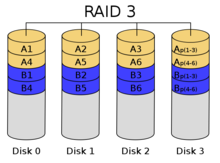 RAID 3
A1 A2 A3 Ap(1-3)
A4 A5 A6 Ap(4-6)
B1 B2 B3 Bp(1-3)
B4 B5 B6 Bp(4-6)
Disk 0 Disk 1 Disk 2 Disk 3